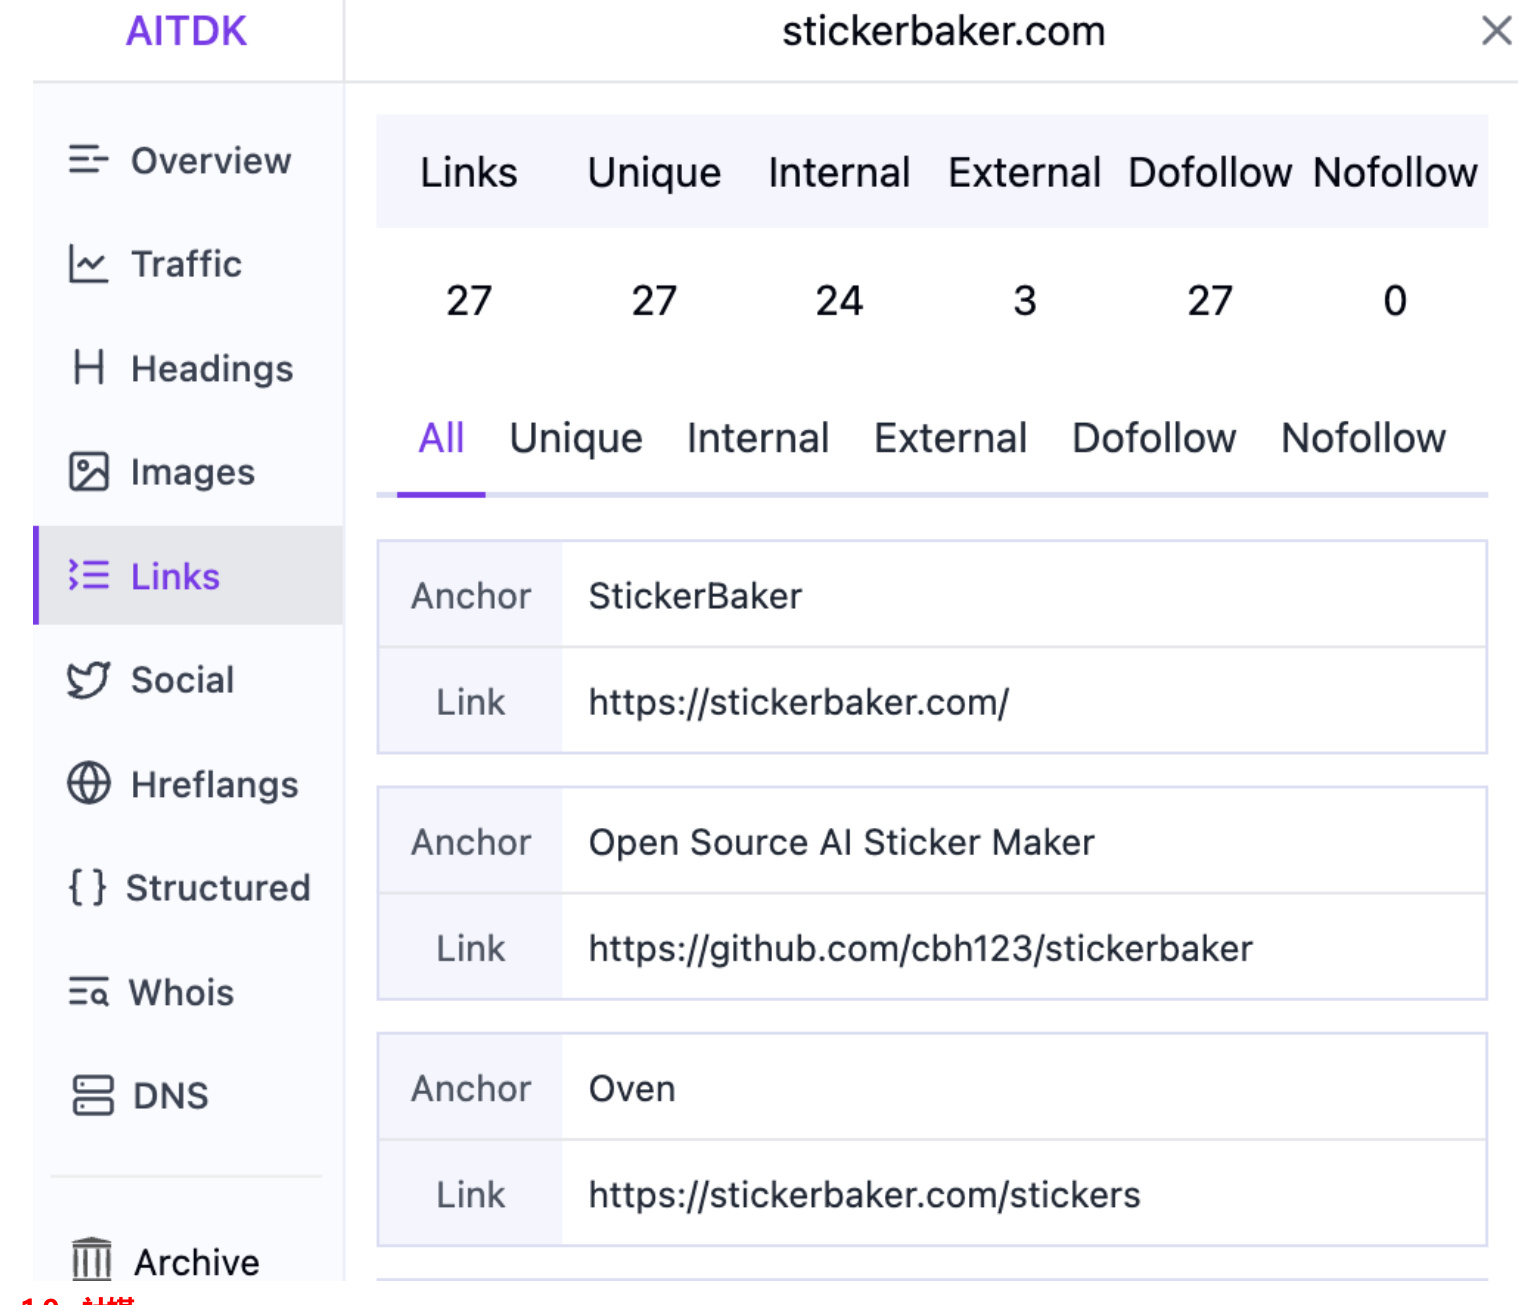 AITDK
stickerbaker.com
Overview
Traffic
Headings
Images
Links
Social
Hreflangs
{ } Structured
Whois
DNS
Archive
Links Unique Internal External Dofollow Nofollow
27 27 24 3 27 0
All Unique Internal External Dofollow Nofollow
Anchor StickerBaker
Link https://stickerbaker.com/
Anchor Open Source AI Sticker Maker
Link https://github.com/cbh123/stickerbaker
Anchor Oven
Link https://stickerbaker.com/stickers